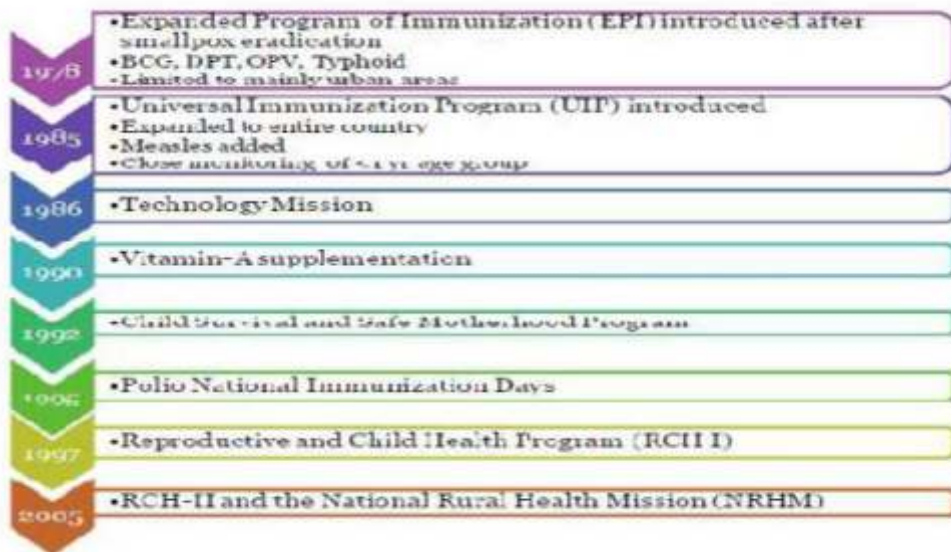 1978
•Expanded Program of Immunization (EPI) introduced after
smallpox eradication
•BCG, DPT, OPV, Typhoid
•Limited to mainly urban areas
1985
•Universal Immunization Program (UIP) introduced
•Expanded to entire country
•Measles added
•Close monitoring of <1 yr age group
1986
•Technology Mission
1990
•Vitamin-A supplementation
1992
•Child Survival and Safe Motherhood Program
•Polio National Immunization Days
1997
•Reproductive and Child Health Program (RCH I)
2005
•RCH-II and the National Rural Health Mission (NRHM)